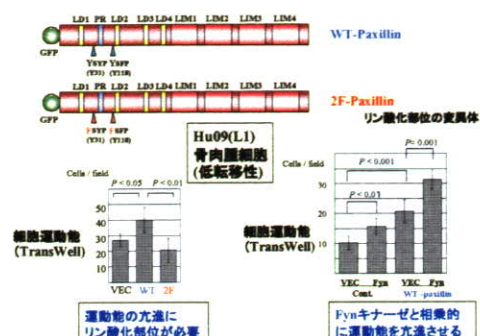 LD1 PR LD2 LD3 LD4 LIM1 LIM2 LIM3 LIM4
WT-Paxillin
GFP
YSYP YSFP
(Y31) (Y118)
LD1 PR LD2 LD3 LD4 LIM1 LIM2 LIM3 LIM4
2F-Paxillin
GFP
リン酸化部位の変異体
FSYP FSFP
(Y31) (Y118)
Hu09(L1)
骨肉腫細胞
(低転移性)
Cells / field
P < 0.05 P < 0.01
50
40
30
20
10
細胞運動能
(TransWell)
VEC WT 2F
運動能の亢進に
リン酸化部位が必要
Cells / field
P = 0.001
P < 0.001
P < 0.01
30
20
10
細胞運動能
(TransWell)
VEC Fyn VEC Fyn
Cont. WT-paxillin
Fynキナーゼと相乗的
に運動能を亢進させる